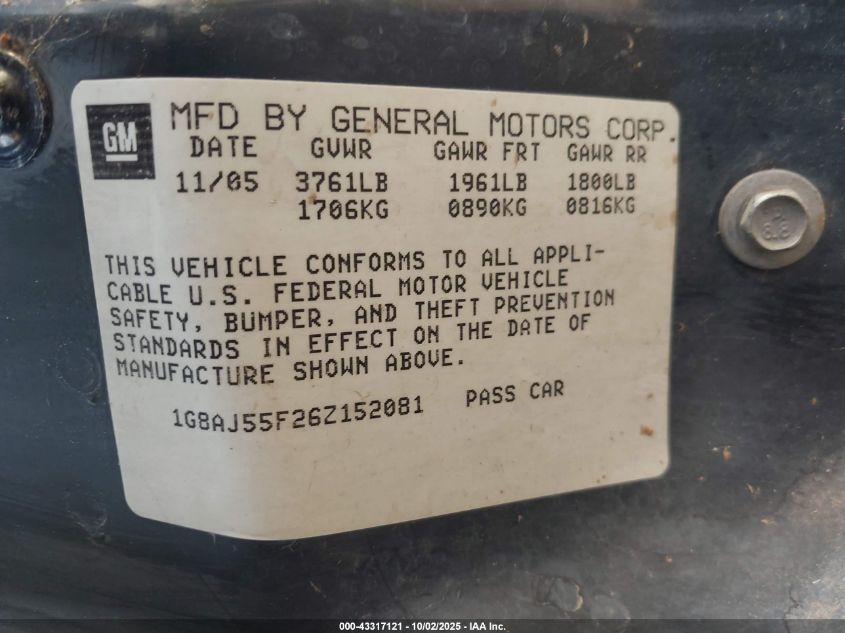 GM
MFD BY GENERAL MOTORS CORP.
DATE GVWR GAWR FRT GAWR RR
11/05 3761LB 1961LB 1800LB
1706KG 0890KG 0816KG
THIS VEHICLE CONFORMS TO ALL APPLI-
CABLE U.S. FEDERAL MOTOR VEHICLE
SAFETY, BUMPER, AND THEFT PREVENTION
STANDARDS IN EFFECT ON THE DATE OF
MANUFACTURE SHOWN ABOVE.
1G8AJ55F26Z152081 PASS CAR
8.8
000-43317121 - 10/02/2025 - IAA Inc.